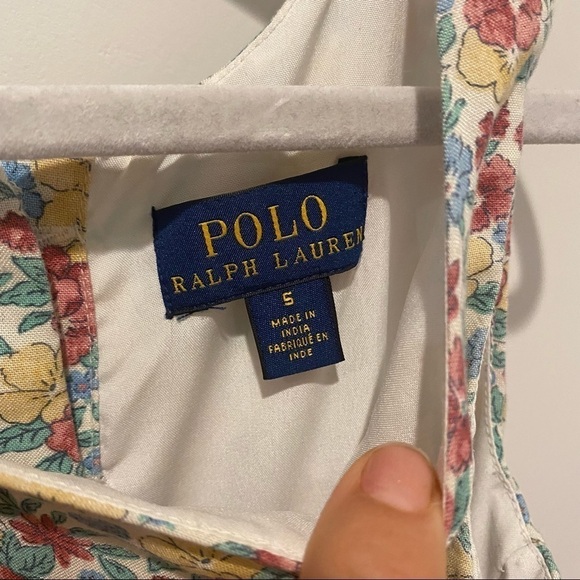 POLO
RALPH LAUREN
5
MADE IN
INDIA
FABRIQUÉ EN
INDE